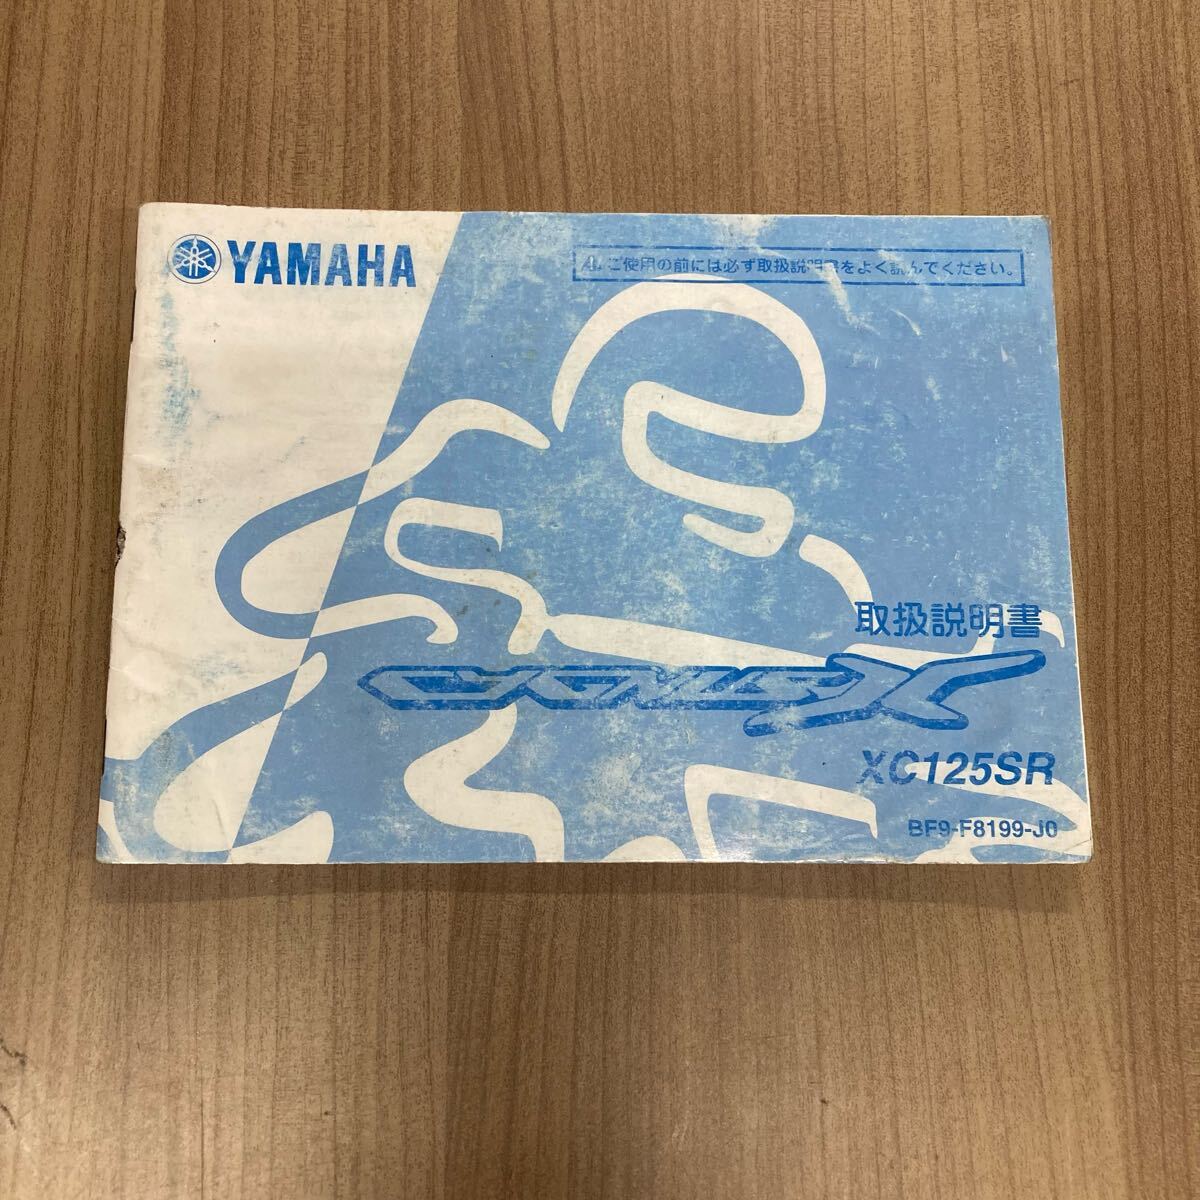 YAMAHA
⚠ご使用の前には必ず取扱説明書をよく読んでください。
取扱説明書
CYGNUS X
XC125SR
BF9-F8199-J0